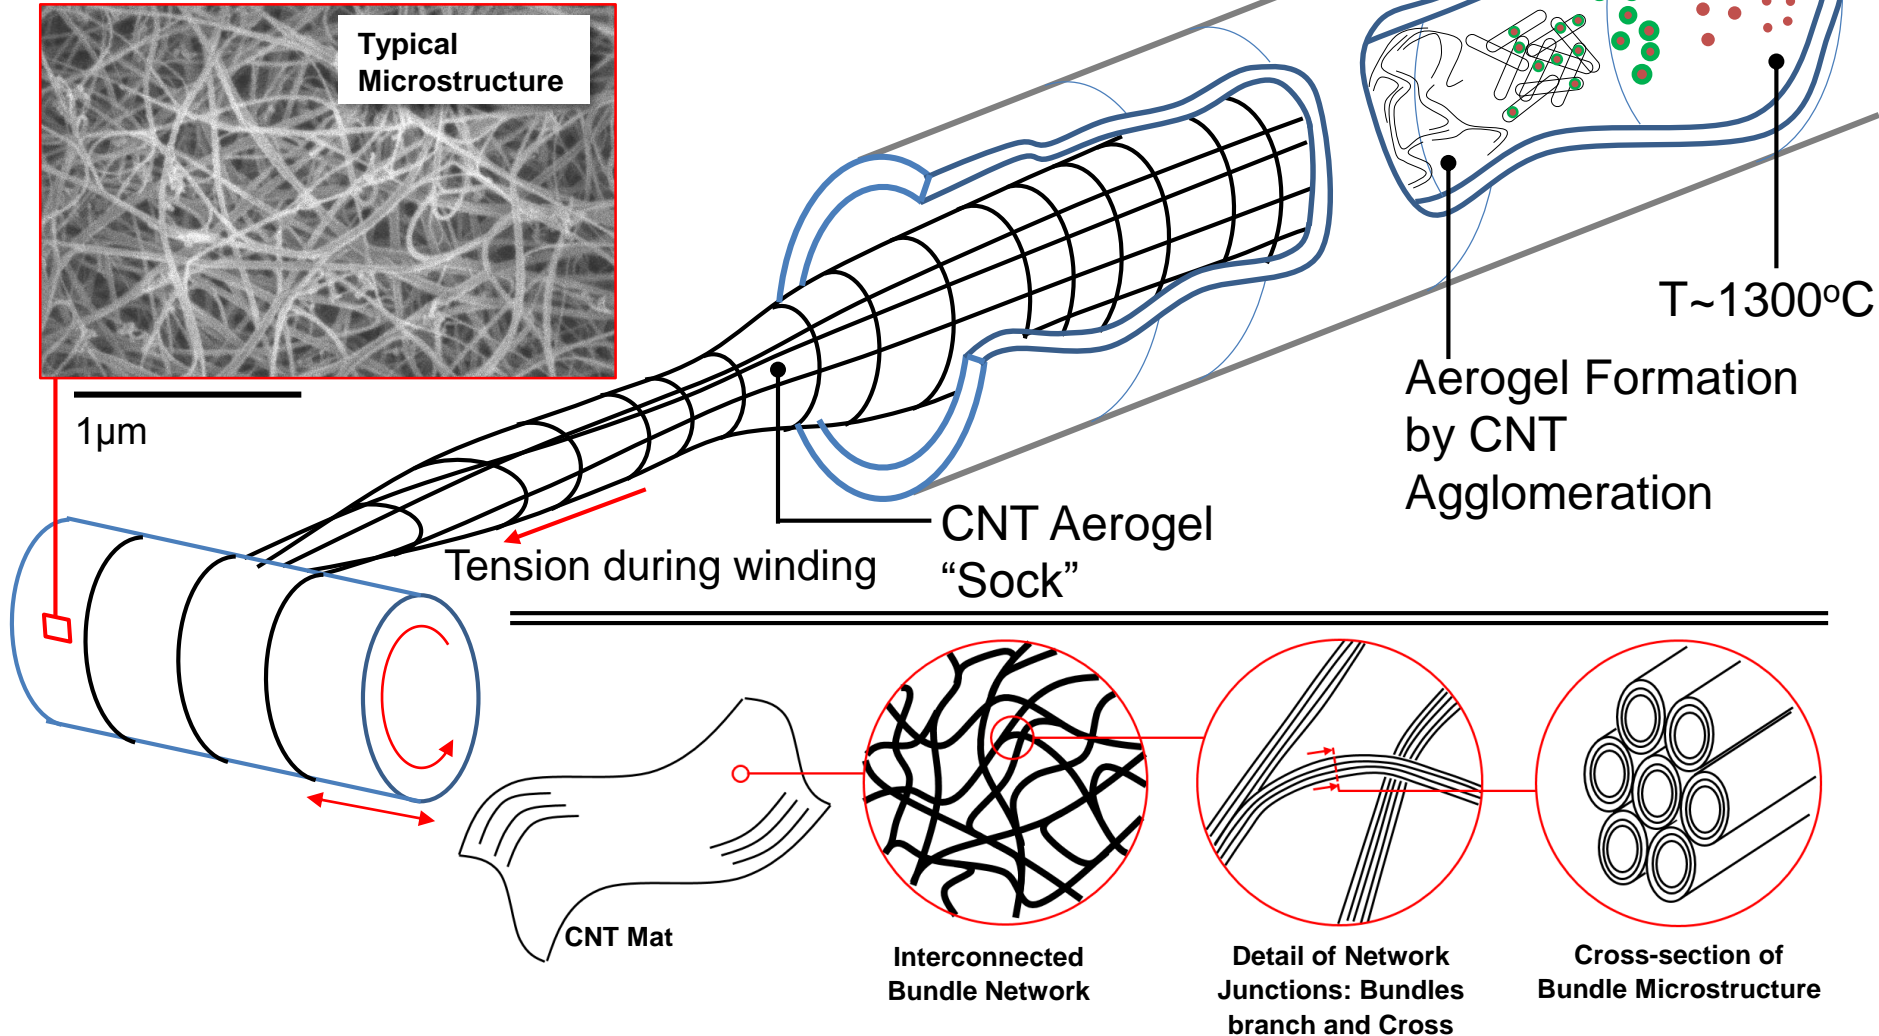 Typical
Microstructure
1µm
T~1300ºC
Aerogel Formation
by CNT
Agglomeration
CNT Aerogel
“Sock”
Tension during winding
CNT Mat
Interconnected
Bundle Network
Detail of Network
Junctions: Bundles
branch and Cross
Cross-section of
Bundle Microstructure